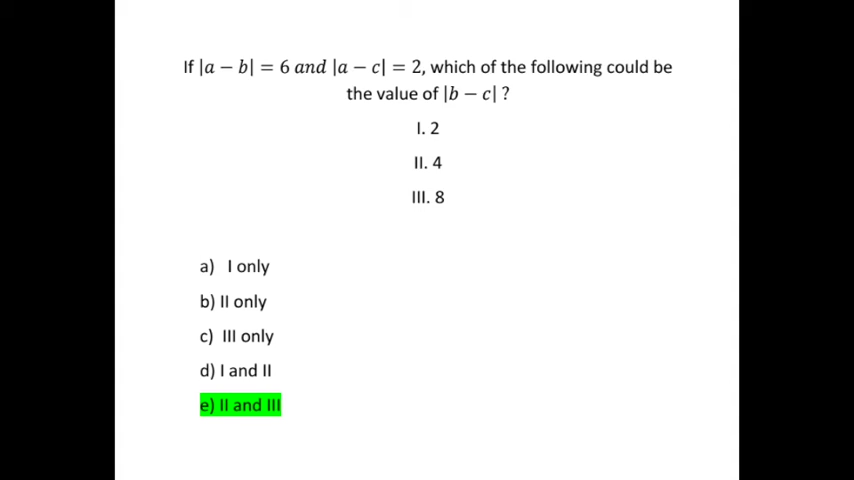 If |a − b| = 6 and |a − c| = 2, which of the following could be
the value of |b − c| ?
I. 2
II. 4
III. 8
a) I only
b) II only
c) III only
d) I and II
e) II and III